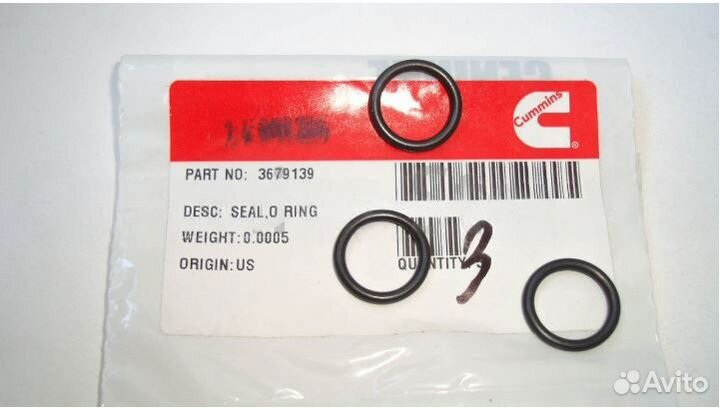 Cummins
PART NO: 3679139
DESC: SEAL,O RING
WEIGHT:0.0005
ORIGIN:US
QUANTITY:
3
Avito